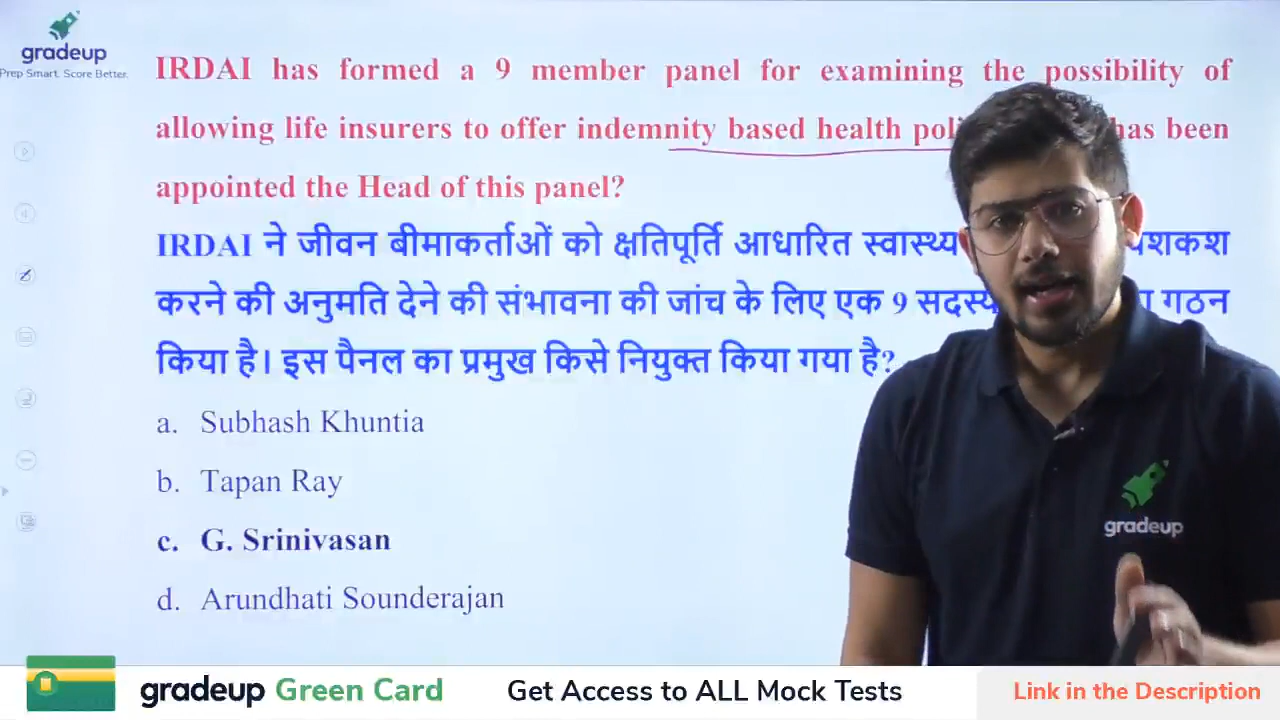 gradeup
Prep Smart. Score Better.
IRDAI has formed a 9 member panel for examining the possibility of
allowing life insurers to offer indemnity based health pol has been
appointed the Head of this panel?
IRDAI ने जीवन बीमाकर्ताओं को क्षतिपूर्ति आधारित स्वास्थ्य
करने की अनुमति देने की संभावना की जांच के लिए एक 9 सदस्य गठन
किया है। इस पैनल का प्रमुख किसे नियुक्त किया गया है?
a. Subhash Khuntia
b. Tapan Ray
c. G. Srinivasan
d. Arundhati Sounderajan
gradeup
gradeup Green Card
Get Access to ALL Mock Tests
Link in the Description